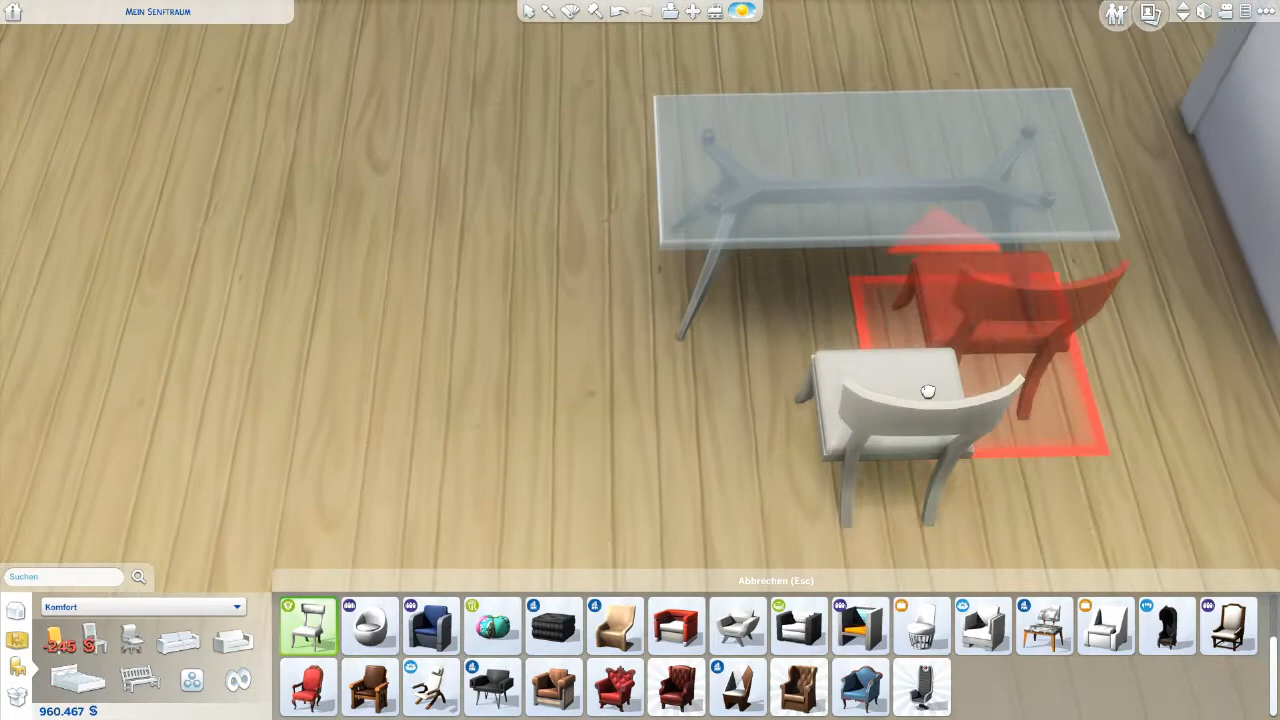 Mein Senftraum
Abbrechen (Esc)
Suchen
Komfort
-245 §
960.467 §